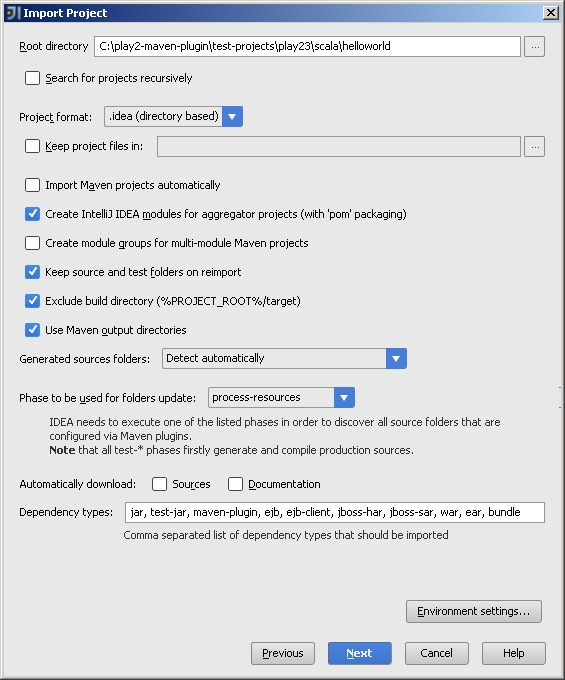 Import Project
Root directory C:\play2-maven-plugin\test-projects\play23\scala\helloworld ...
Search for projects recursively
Project format: .idea (directory based)
Keep project files in: ...
Import Maven projects automatically
Create IntelliJ IDEA modules for aggregator projects (with 'pom' packaging)
Create module groups for multi-module Maven projects
Keep source and test folders on reimport
Exclude build directory (%PROJECT_ROOT%/target)
Use Maven output directories
Generated sources folders: Detect automatically
Phase to be used for folders update: process-resources
IDEA needs to execute one of the listed phases in order to discover all source folders that are
configured via Maven plugins.
Note that all test-* phases firstly generate and compile production sources.
Automatically download: Sources Documentation
Dependency types: jar, test-jar, maven-plugin, ejb, ejb-client, jboss-har, jboss-sar, war, ear, bundle
Comma separated list of dependency types that should be imported
Environment settings...
Previous Next Cancel Help